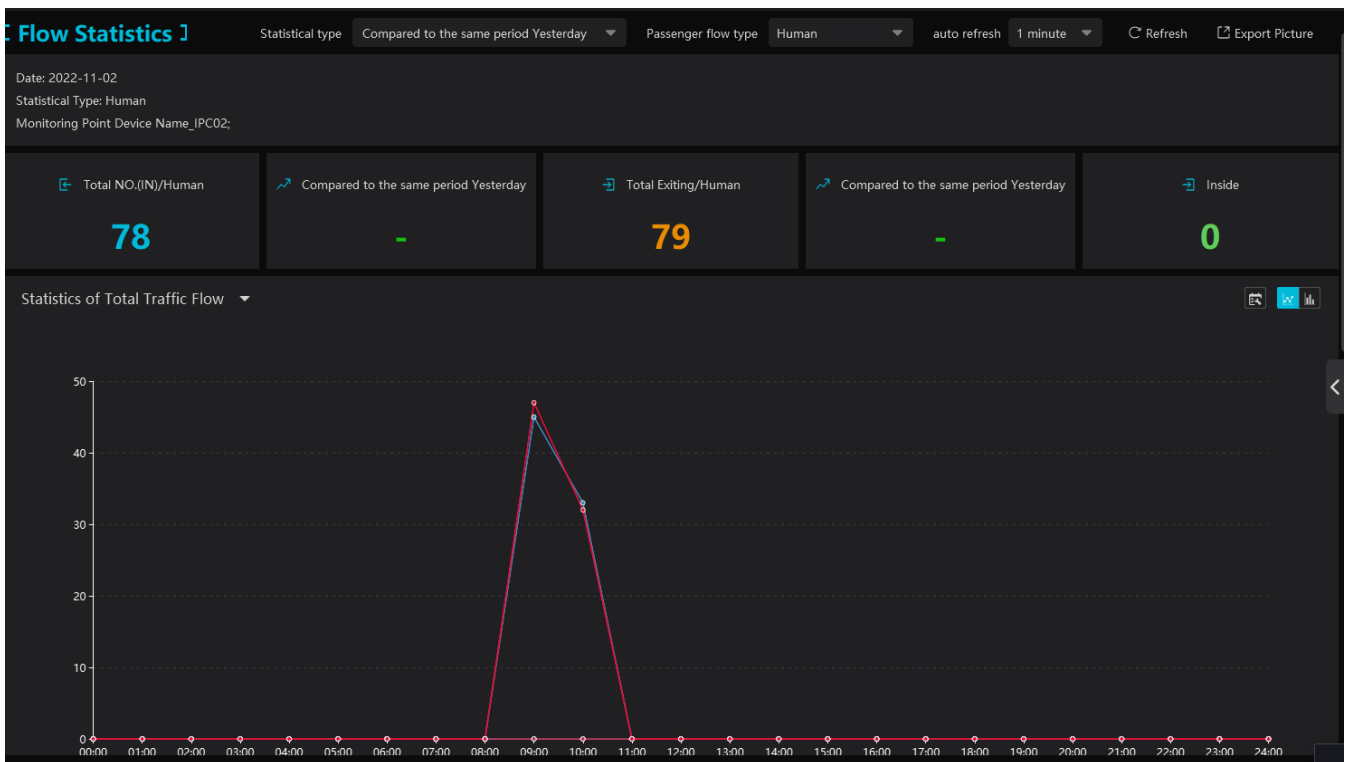 [ Flow Statistics ] Statistical type Compared to the same period Yesterday Passenger flow type Human auto refresh 1 minute Refresh Export Picture
Date: 2022-11-02
Statistical Type: Human
Monitoring Point Device Name_IPC02;
Total NO.(IN)/Human Compared to the same period Yesterday Total Exiting/Human Compared to the same period Yesterday Inside
78 - 79 - 0
Statistics of Total Traffic Flow
50
40
30
20
10
0
00:00 01:00 02:00 03:00 04:00 05:00 06:00 07:00 08:00 09:00 10:00 11:00 12:00 13:00 14:00 15:00 16:00 17:00 18:00 19:00 20:00 21:00 22:00 23:00 24:00